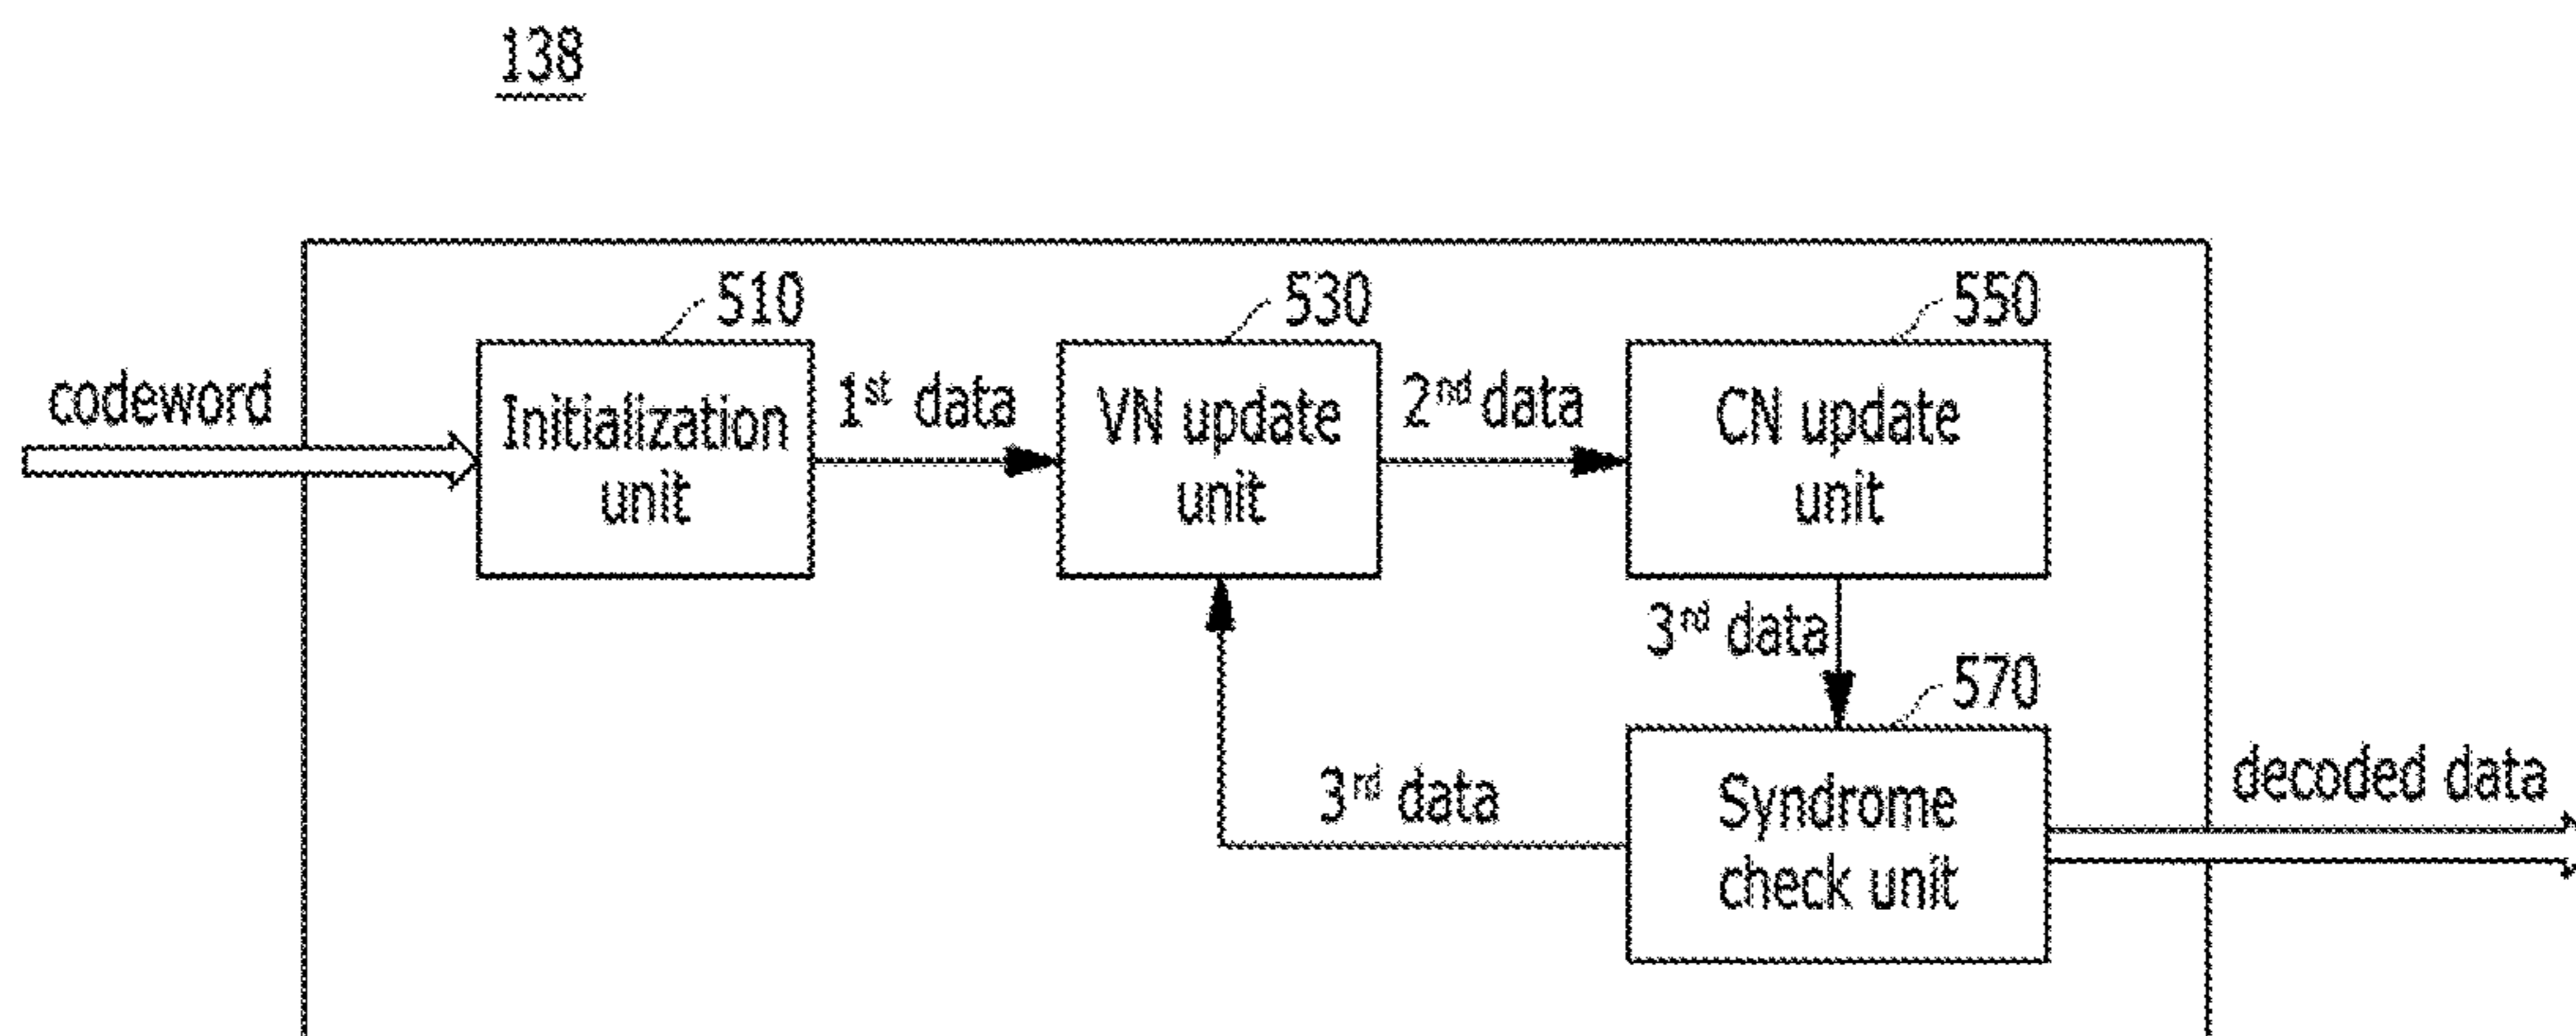 138
510
530
550
codeword
Initialization
unit
1st data
VN update
unit
2nd data
CN update
unit
3rd data
570
3rd data
Syndrome
check unit
decoded data